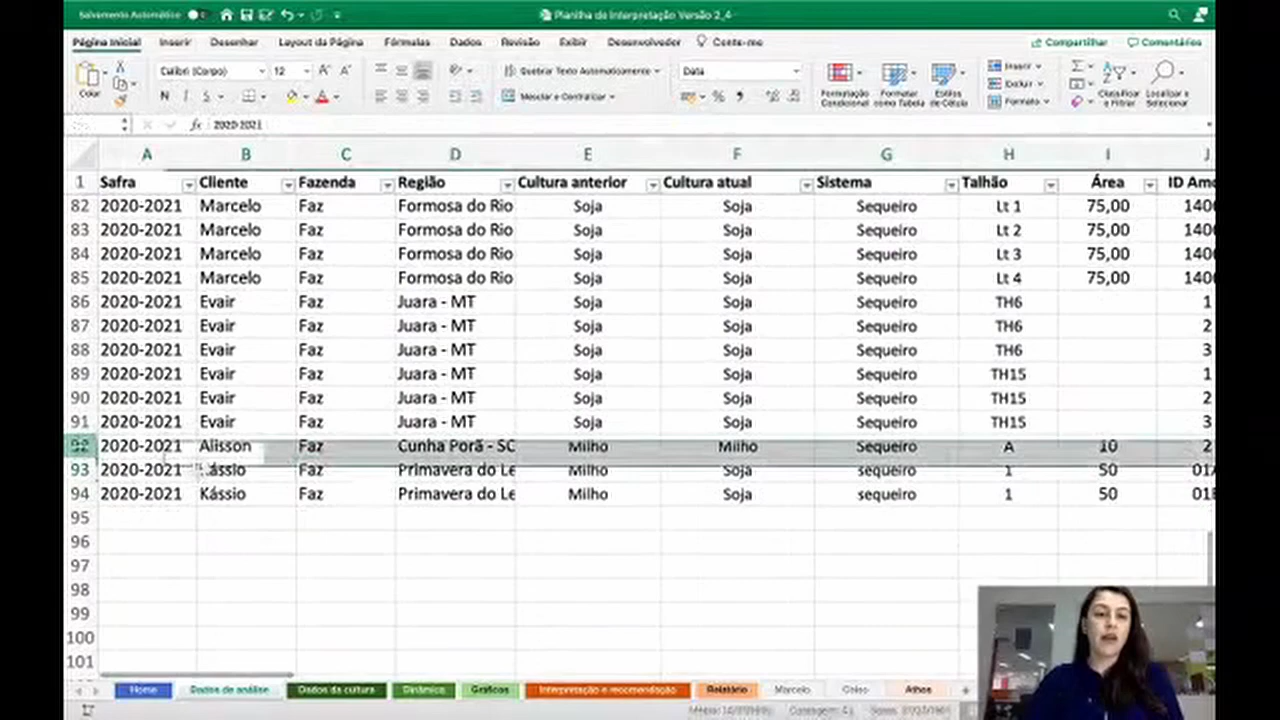 Salvamento Automático
Planilha de Interpretação Versão 2_4
Página Inicial Inserir Desenhar Layout da Página Fórmulas Dados Revisão Exibir Desenvolvedor Conte-me
Compartilhar Comentários
Colar Calibri (Corpo) 12 Quebrar Texto Automaticamente Data Inserir
N I S A Mesclar e Centralizar % Formatação Condicional Formatar como Tabela Estilos de Célula Excluir Formato Classificar e Filtrar Localizar e Selecionar
fx 2020-2021
A B C D E F G H I J
1 Safra Cliente Fazenda Região Cultura anterior Cultura atual Sistema Talhão Área ID Amo
82 2020-2021 Marcelo Faz Formosa do Rio Soja Soja Sequeiro Lt 1 75,00 140
83 2020-2021 Marcelo Faz Formosa do Rio Soja Soja Sequeiro Lt 2 75,00 140
84 2020-2021 Marcelo Faz Formosa do Rio Soja Soja Sequeiro Lt 3 75,00 140
85 2020-2021 Marcelo Faz Formosa do Rio Soja Soja Sequeiro Lt 4 75,00 140
86 2020-2021 Evair Faz Juara - MT Soja Soja Sequeiro TH6 1
87 2020-2021 Evair Faz Juara - MT Soja Soja Sequeiro TH6 2
88 2020-2021 Evair Faz Juara - MT Soja Soja Sequeiro TH6 3
89 2020-2021 Evair Faz Juara - MT Soja Soja Sequeiro TH15 1
90 2020-2021 Evair Faz Juara - MT Soja Soja Sequeiro TH15 2
91 2020-2021 Evair Faz Juara - MT Soja Soja Sequeiro TH15 3
92 2020-2021 Alisson Faz Cunha Porã - SC Milho Milho Sequeiro A 10 2
93 2020-2021 Kássio Faz Primavera do Le Milho Soja sequeiro 1 50 01
94 2020-2021 Kássio Faz Primavera do Le Milho Soja sequeiro 1 50 01
95
96
97
98
99
100
101
Home Dados de análise Dados da cultura Dinâmica Gráficos Interpretação e recomendação Relatório Marcelo Athos +